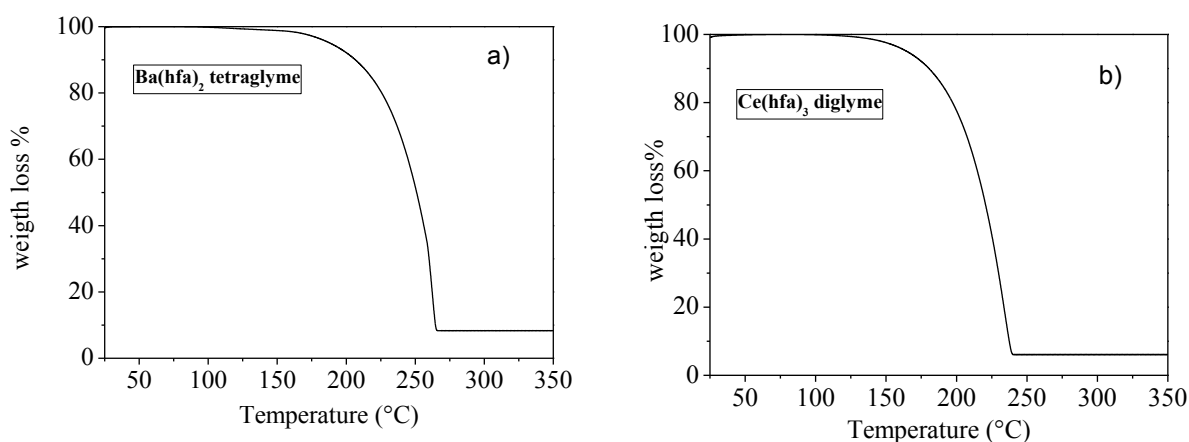 100
80
60
40
20
0
weigth loss %
a)
Ba(hfa)₂ tetraglyme
50 100 150 200 250 300 350
Temperature (°C)
100
80
60
40
20
0
weigth loss%
b)
Ce(hfa)₃ diglyme
50 100 150 200 250 300 350
Temperature (°C)